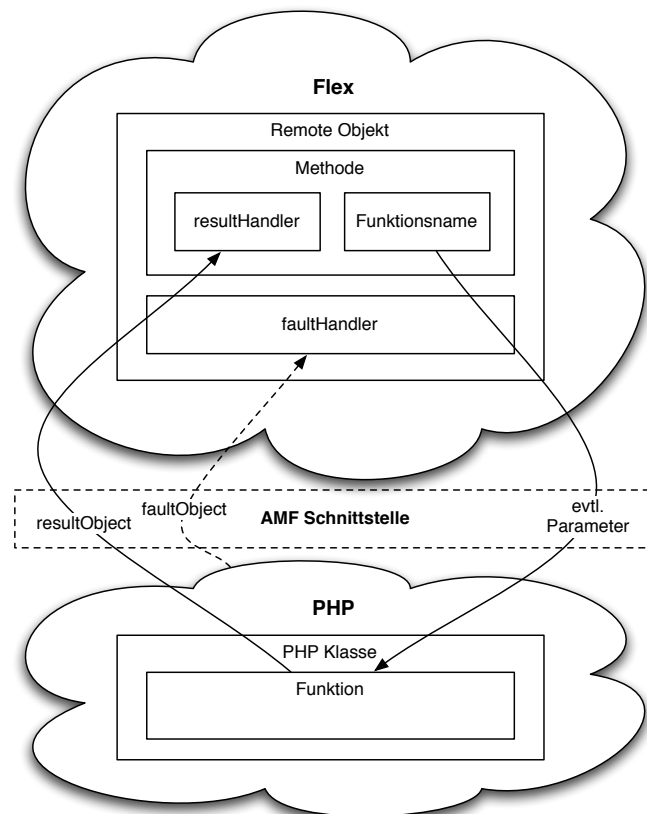 Flex
Remote Objekt
Methode
resultHandler
Funktionsname
faultHandler
resultObject
faultObject
AMF Schnittstelle
evtl.
Parameter
PHP
PHP Klasse
Funktion